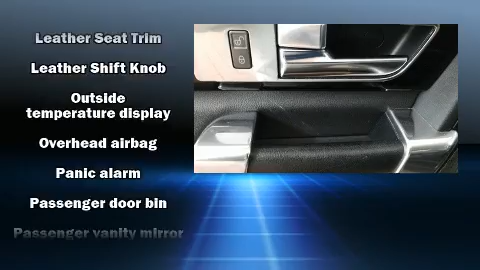 Leather Seat Trim
Leather Shift Knob
Outside
temperature display
Overhead airbag
Panic alarm
Passenger door bin
Passenger vanity mirror